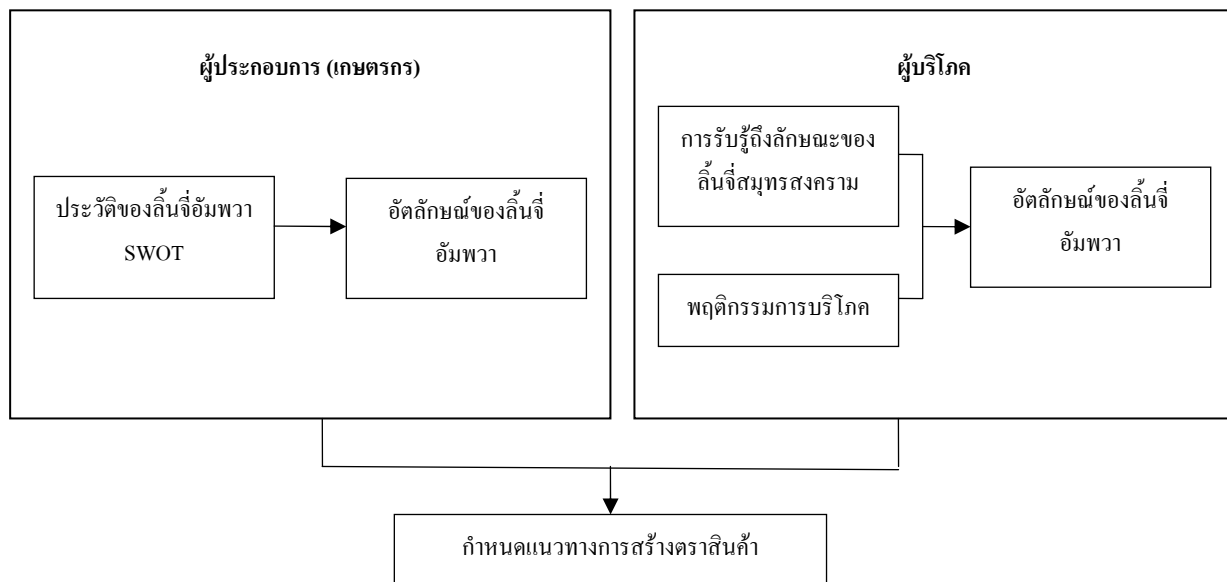 ผู้ประกอบการ (เกษตรกร)
ประวัติของลิ้นจี่อัมพวา
SWOT
อัตลักษณ์ของลิ้นจี่
อัมพวา
ผู้บริโภค
การรับรู้ถึงลักษณะของ
ลิ้นจี่สมุทรสงคราม
พฤติกรรมการบริโภค
อัตลักษณ์ของลิ้นจี่
อัมพวา
กำหนดแนวทางการสร้างตราสินค้า